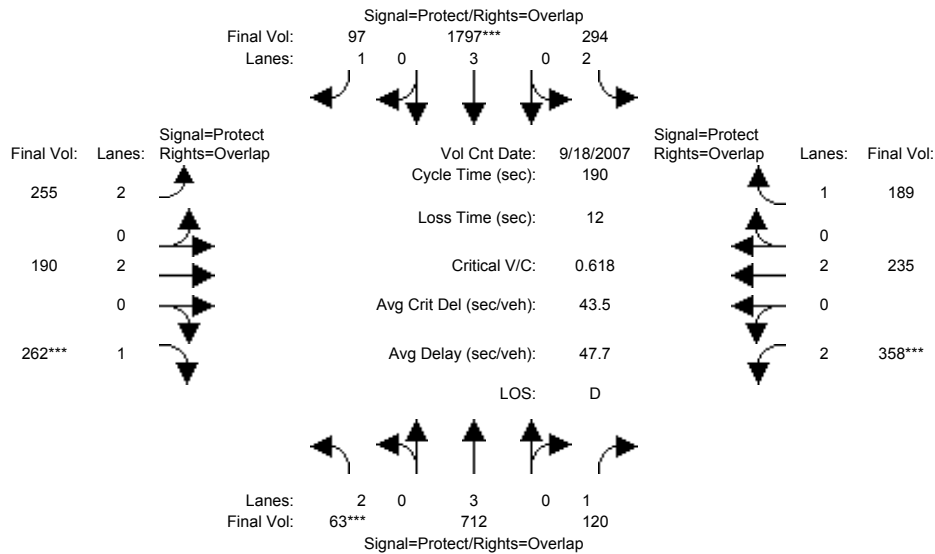 Signal=Protect/Rights=Overlap
Final Vol: 97 1797*** 294
Lanes: 1 0 3 0 2
Signal=Protect
Final Vol: Lanes: Rights=Overlap
Vol Cnt Date: 9/18/2007
Signal=Protect
Rights=Overlap Lanes: Final Vol:
Cycle Time (sec): 190
255 2
1 189
Loss Time (sec): 12
0
0
190 2
Critical V/C: 0.618
2 235
0
Avg Crit Del (sec/veh): 43.5
0
262*** 1
Avg Delay (sec/veh): 47.7
2 358***
LOS: D
Lanes: 2 0 3 0 1
Final Vol: 63*** 712 120
Signal=Protect/Rights=Overlap